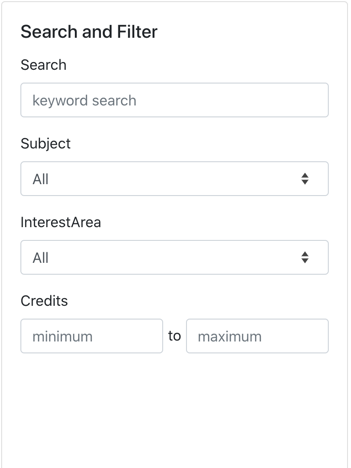 Search and Filter
Search
keyword search
Subject
All
InterestArea
All
Credits
minimum to maximum